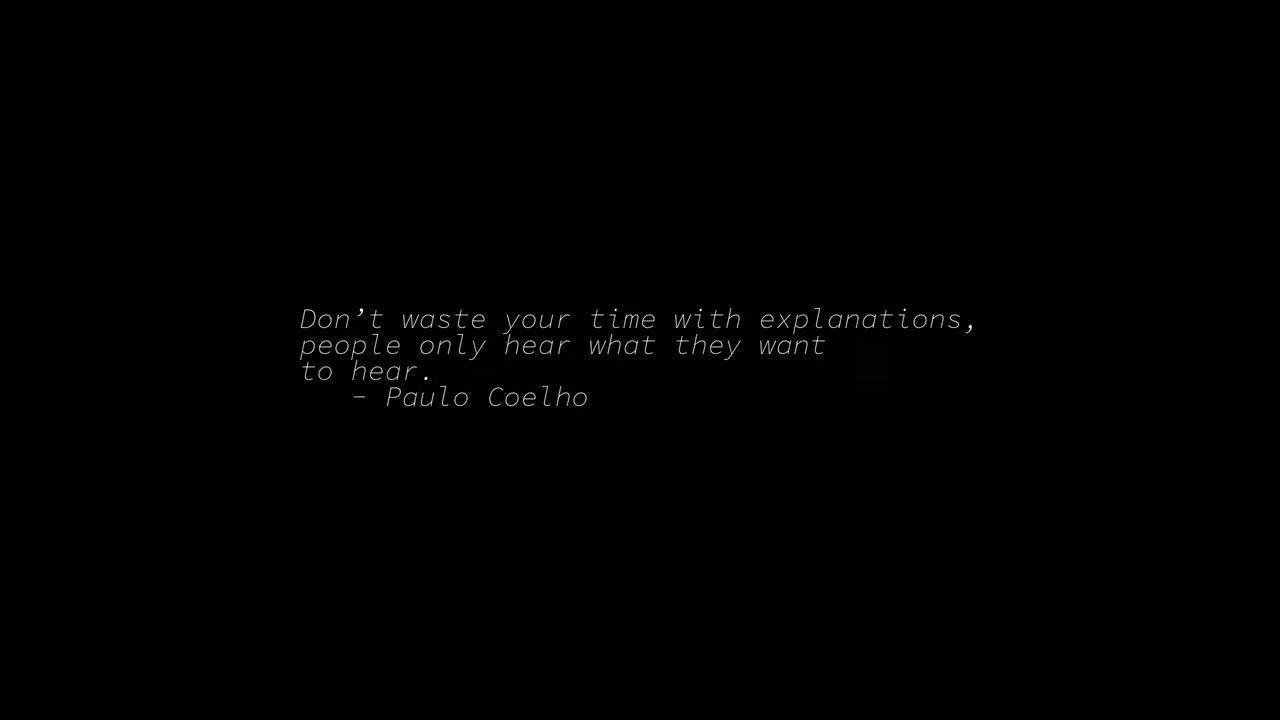 Don’t waste your time with explanations,
people only hear what they want
to hear.
– Paulo Coelho